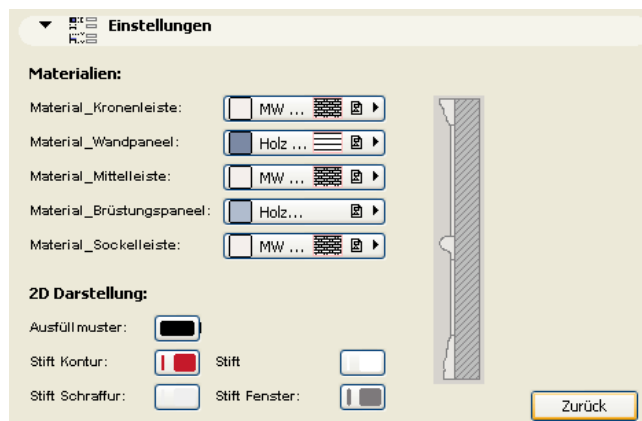 Einstellungen
Materialien:
Material_Kronenleiste: MW ...
Material_Wandpaneel: Holz ...
Material_Mittelleiste: MW ...
Material_Brüstungspaneel: Holz...
Material_Sockelleiste: MW ...
2D Darstellung:
Ausfüllmuster:
Stift Kontur: Stift
Stift Schraffur: Stift Fenster:
Zurück